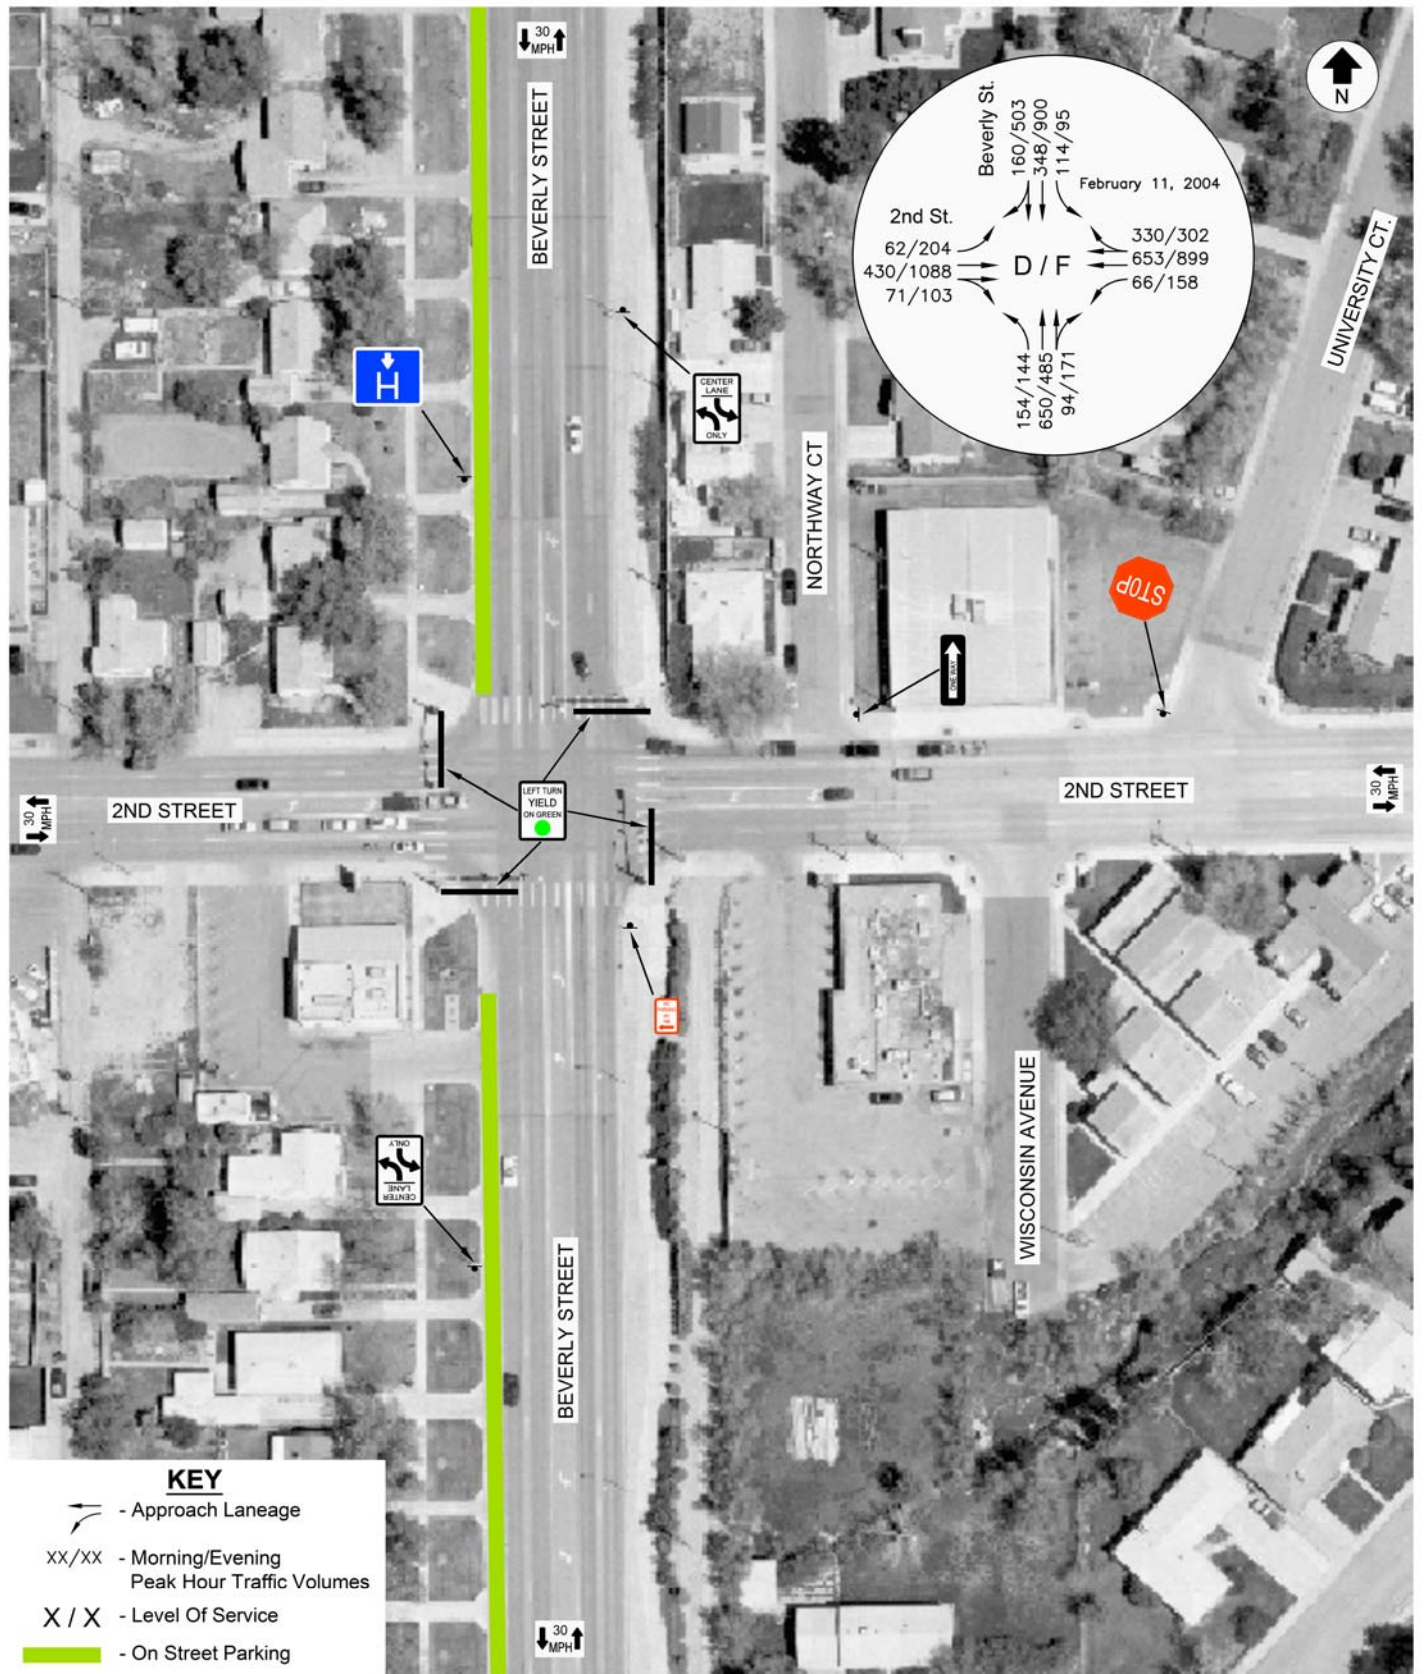 30
MPH
BEVERLY STREET
N
Beverly St.
160/503
348/900
114/95
February 11, 2004
2nd St.
62/204
430/1088
71/103
D / F
330/302
653/899
66/158
154/144
650/485
94/171
UNIVERSITY CT.
H
CENTER
LANE
ONLY
NORTHWAY CT
STOP
ONE WAY
30
MPH
2ND STREET
LEFT TURN
YIELD
ON GREEN
2ND STREET
30
MPH
WISCONSIN AVENUE
CENTER
LANE
ONLY
BEVERLY STREET
KEY
- Approach Laneage
XX/XX - Morning/Evening
Peak Hour Traffic Volumes
X / X - Level Of Service
- On Street Parking
30
MPH